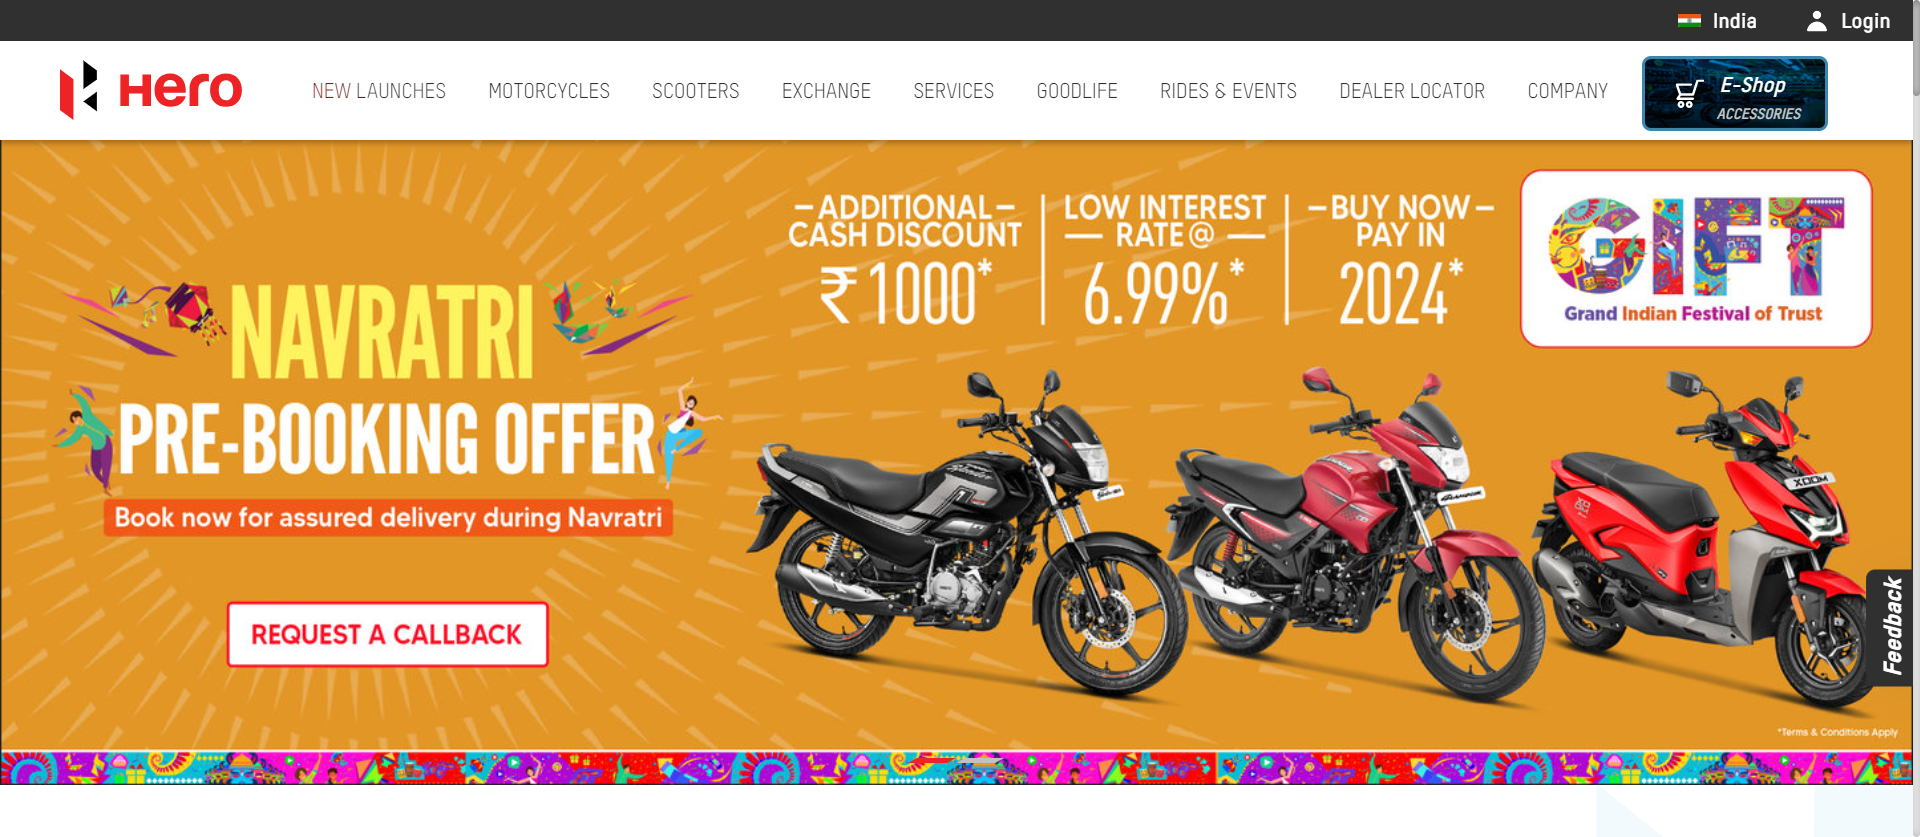 India
Login
Hero
NEW LAUNCHES
MOTORCYCLES
SCOOTERS
EXCHANGE
SERVICES
GOODLIFE
RIDES & EVENTS
DEALER LOCATOR
COMPANY
E-Shop
ACCESSORIES
NAVRATRI
PRE-BOOKING OFFER
Book now for assured delivery during Navratri
REQUEST A CALLBACK
–ADDITIONAL–
CASH DISCOUNT
₹1000*
LOW INTEREST
— RATE@ —
6.99%*
–BUY NOW–
PAY IN
2024*
GIFT
Grand Indian Festival of Trust
XOOM
Feedback
*Terms & Conditions Apply